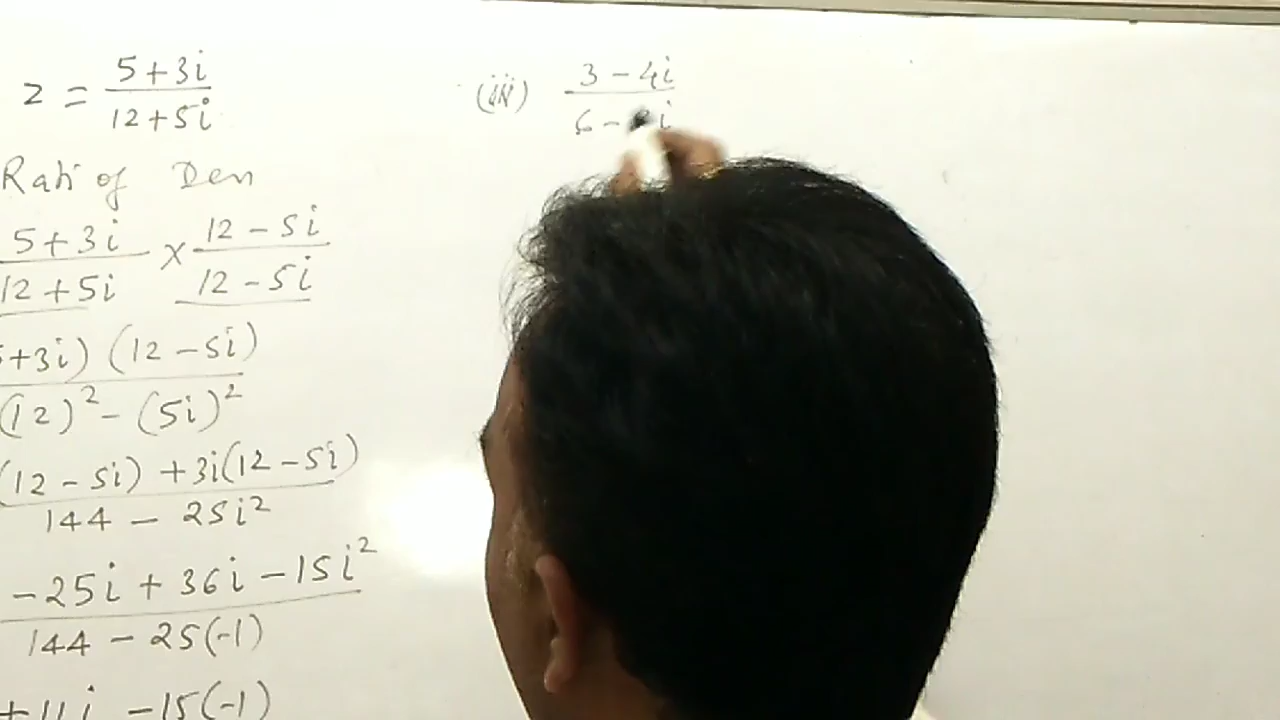 z = 5+3i / 12+5i
Rati of Den
5+3i / 12+5i × 12-5i / 12-5i
+3i) (12-5i)
(12)² - (5i)²
(12-5i) +3i(12-5i)
144 - 25i²
-25i + 36i - 15i²
144 - 25(-1)
+11i -15(-1)
(iii) 3-4i
6- i